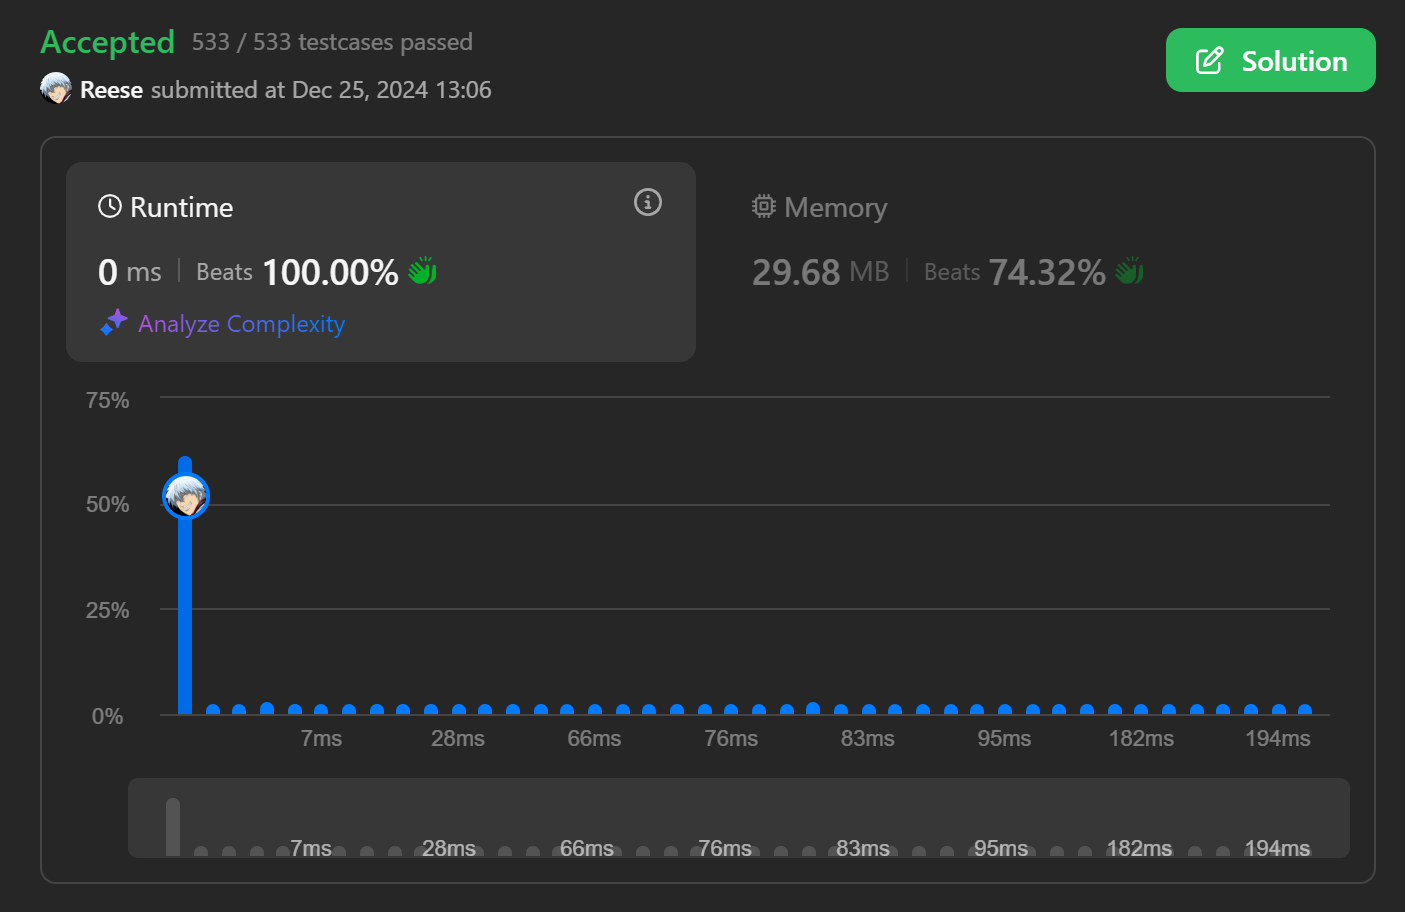 Accepted 533 / 533 testcases passed
Reese submitted at Dec 25, 2024 13:06
Solution
Runtime
0 ms Beats 100.00%
Analyze Complexity
Memory
29.68 MB Beats 74.32%
75%
50%
25%
0%
7ms 28ms 66ms 76ms 83ms 95ms 182ms 194ms
7ms 28ms 66ms 76ms 83ms 95ms 182ms 194ms